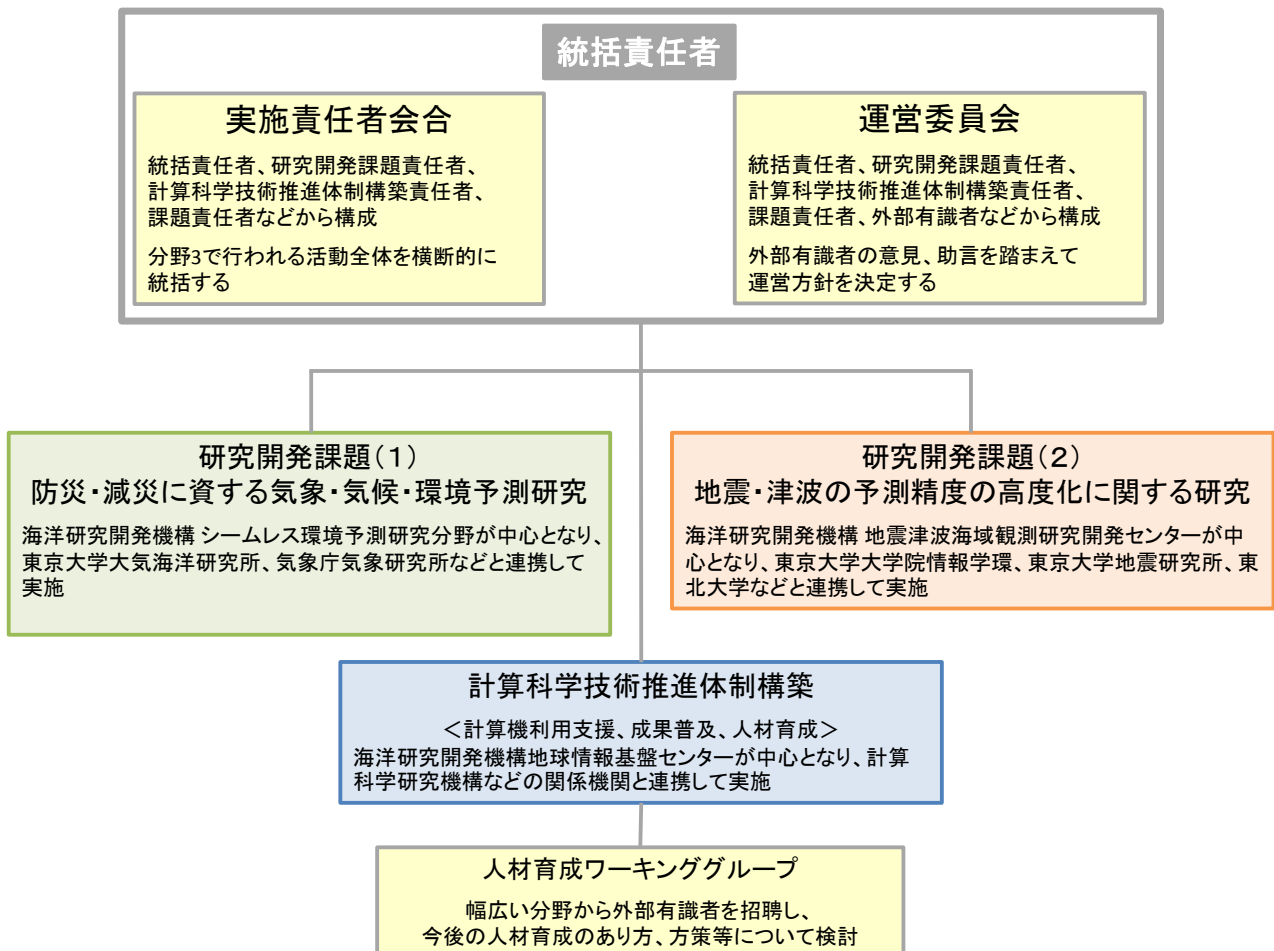 統括責任者
実施責任者会合
統括責任者、研究開発課題責任者、
計算科学技術推進体制構築責任者、
課題責任者などから構成
分野3で行われる活動全体を横断的に
統括する
運営委員会
統括責任者、研究開発課題責任者、
計算科学技術推進体制構築責任者、
課題責任者、外部有識者などから構成
外部有識者の意見、助言を踏まえて
運営方針を決定する
研究開発課題(1)
防災・減災に資する気象・気候・環境予測研究
海洋研究開発機構 シームレス環境予測研究分野が中心となり、
東京大学大気海洋研究所、気象庁気象研究所などと連携して
実施
研究開発課題(2)
地震・津波の予測精度の高度化に関する研究
海洋研究開発機構 地震津波海域観測研究開発センターが中
心となり、東京大学大学院情報学環、東京大学地震研究所、東
北大学などと連携して実施
計算科学技術推進体制構築
<計算機利用支援、成果普及、人材育成>
海洋研究開発機構地球情報基盤センターが中心となり、計算
科学研究機構などの関係機関と連携して実施
人材育成ワーキンググループ
幅広い分野から外部有識者を招聘し、
今後の人材育成のあり方、方策等について検討